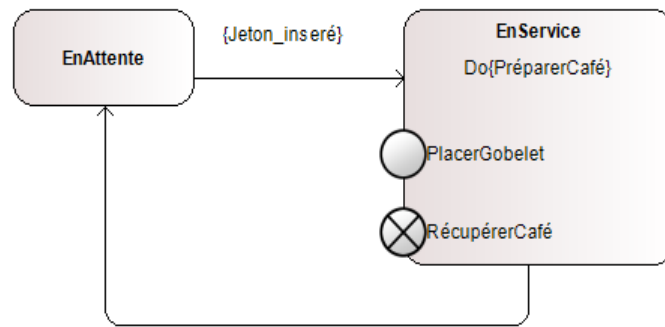 EnAttente
{Jeton_inseré}
EnService
Do{PréparerCafé}
PlacerGobelet
RécupérerCafé